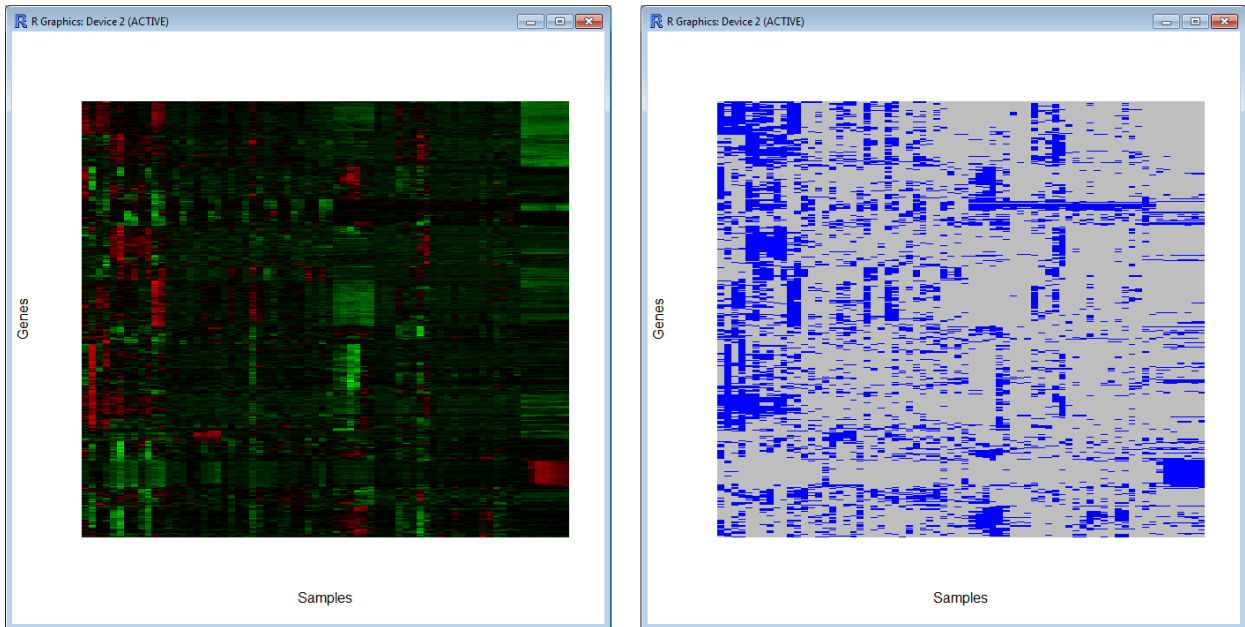 R Graphics: Device 2 (ACTIVE)
Genes
Samples
R Graphics: Device 2 (ACTIVE)
Genes
Samples